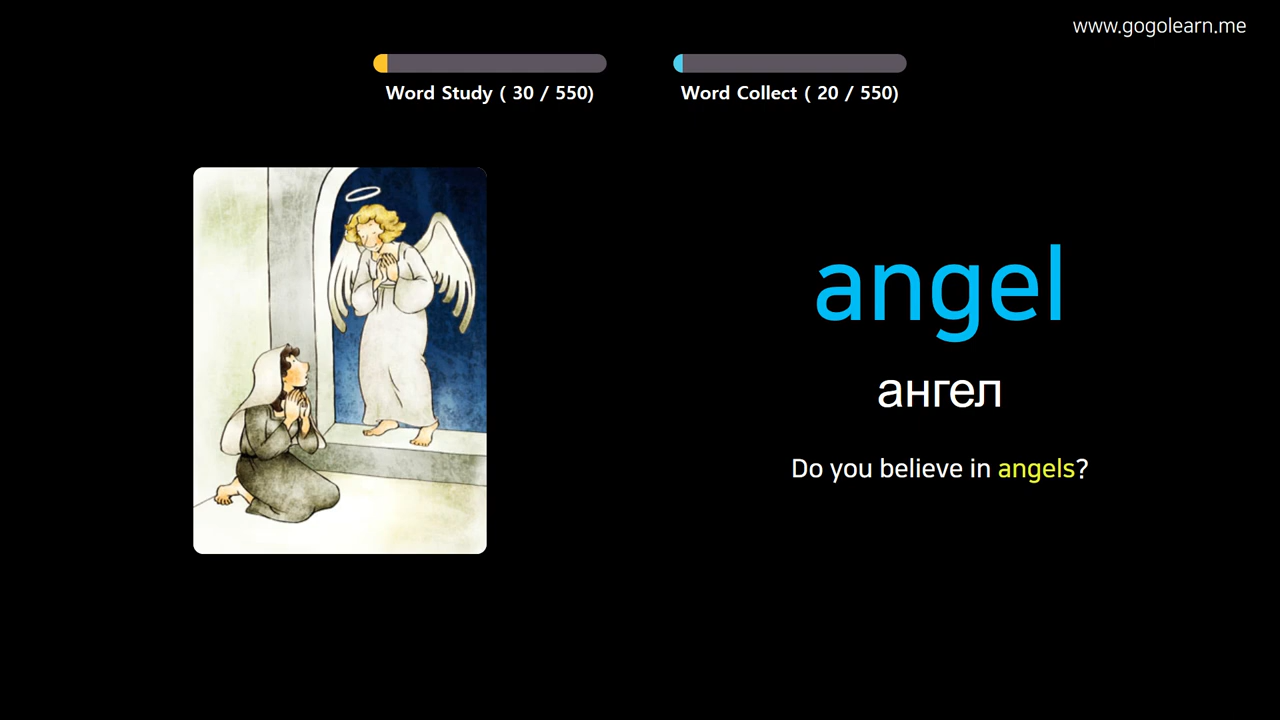 www.gogolearn.me
Word Study ( 30 / 550)
Word Collect ( 20 / 550)
angel
ангел
Do you believe in angels?